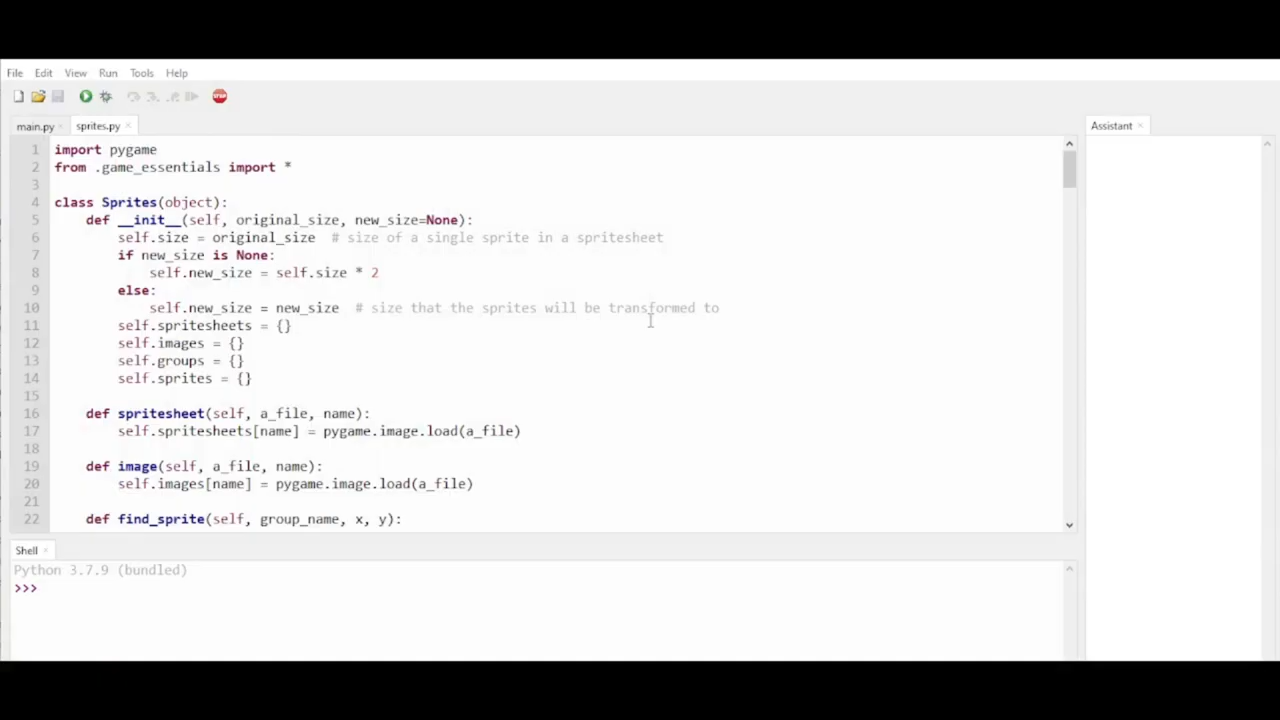 File Edit View Run Tools Help
STOP
main.py × sprites.py ×
Assistant ×
1 import pygame
2 from .game_essentials import *
3
4 class Sprites(object):
5     def __init__(self, original_size, new_size=None):
6         self.size = original_size  # size of a single sprite in a spritesheet
7         if new_size is None:
8             self.new_size = self.size * 2
9         else:
10             self.new_size = new_size  # size that the sprites will be transformed to
11         self.spritesheets = {}
12         self.images = {}
13         self.groups = {}
14         self.sprites = {}
15
16     def spritesheet(self, a_file, name):
17         self.spritesheets[name] = pygame.image.load(a_file)
18
19     def image(self, a_file, name):
20         self.images[name] = pygame.image.load(a_file)
21
22     def find_sprite(self, group_name, x, y):
Shell ×
Python 3.7.9 (bundled)
>>>